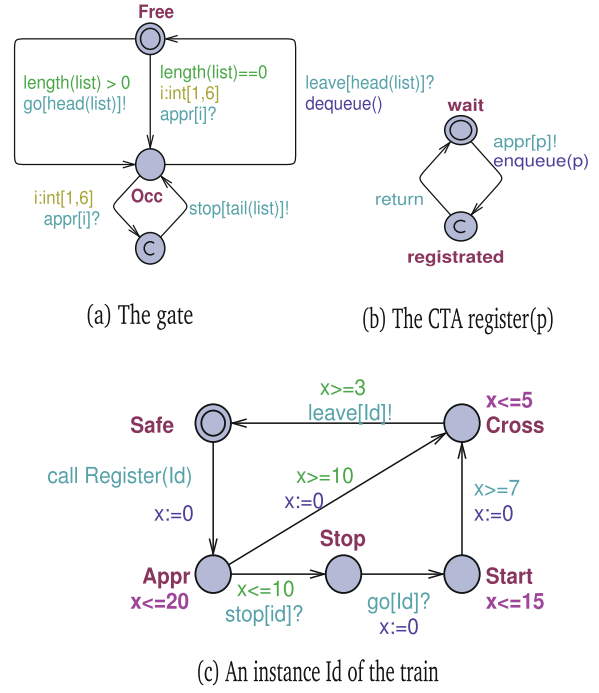 Free
length(list) > 0
go[head(list)]!
length(list)==0
i:int[1,6]
appr[i]?
leave[head(list)]?
dequeue()
i:int[1,6]
appr[i]?
Occ
stop[tail(list)]!
C
(a) The gate
wait
appr[p]!
enqueue(p)
return
C
registrated
(b) The CTA register(p)
x>=3
leave[Id]!
x<=5
Cross
Safe
call Register(Id)
x:=0
x>=10
x:=0
x>=7
x:=0
Stop
Appr
x<=20
x<=10
stop[id]?
go[Id]?
x:=0
Start
x<=15
(c) An instance Id of the train